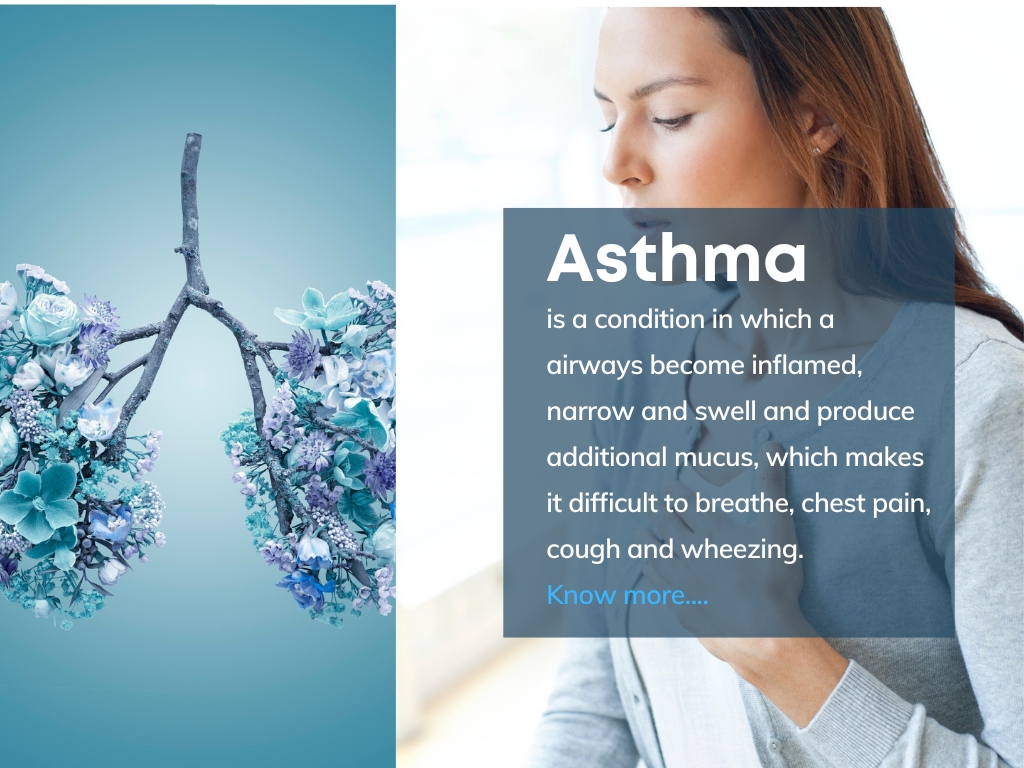 Asthma
is a condition in which a
airways become inflamed,
narrow and swell and produce
additional mucus, which makes
it difficult to breathe, chest pain,
cough and wheezing.
Know more....